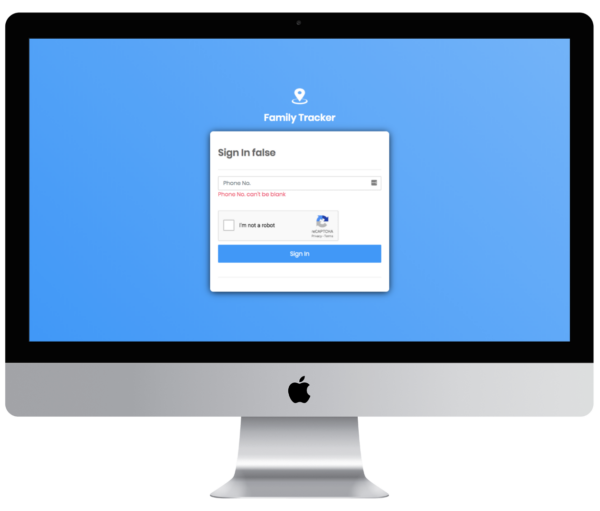 Family Tracker
Sign In false
Phone No.
Phone No. can't be blank
I'm not a robot
reCAPTCHA
Privacy - Terms
Sign in